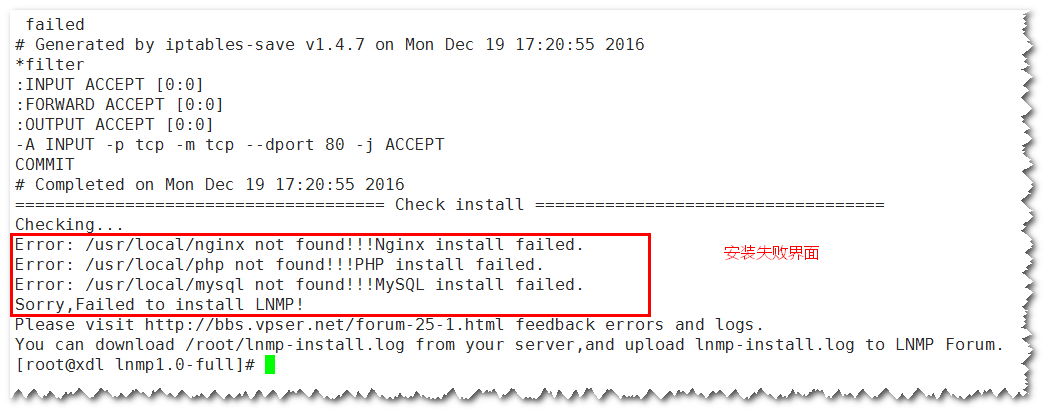 failed
# Generated by iptables-save v1.4.7 on Mon Dec 19 17:20:55 2016
*filter
:INPUT ACCEPT [0:0]
:FORWARD ACCEPT [0:0]
:OUTPUT ACCEPT [0:0]
-A INPUT -p tcp -m tcp --dport 80 -j ACCEPT
COMMIT
# Completed on Mon Dec 19 17:20:55 2016
===================================== Check install ===================================
Checking...
Error: /usr/local/nginx not found!!!Nginx install failed.
Error: /usr/local/php not found!!!PHP install failed.
安装失败界面
Error: /usr/local/mysql not found!!!MySQL install failed.
Sorry,Failed to install LNMP!
Please visit http://bbs.vpser.net/forum-25-1.html feedback errors and logs.
You can download /root/lnmp-install.log from your server,and upload lnmp-install.log to LNMP Forum.
[root@xdl lnmp1.0-full]#